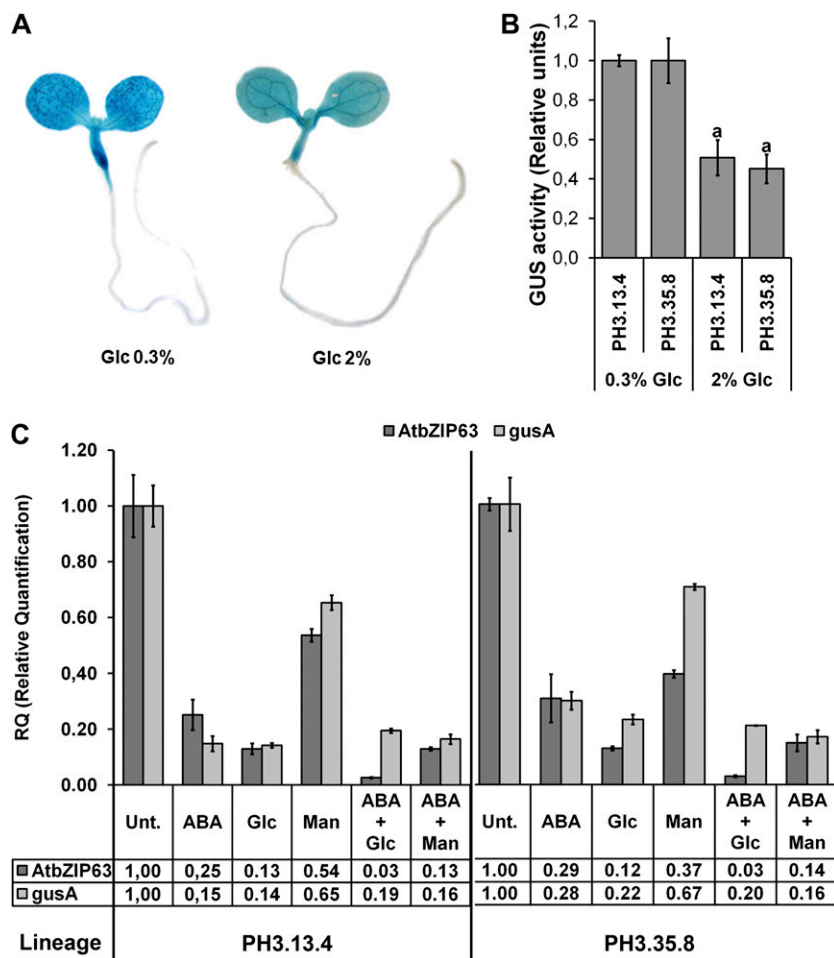 A
Glc 0.3%
Glc 2%
B
GUS activity (Relative units)
1,2
1,0
0,8
0,6
0,4
0,2
0,0
a
a
PH3.13.4
PH3.35.8
PH3.13.4
PH3.35.8
0.3% Glc
2% Glc
C
AtbZIP63 gusA
RQ (Relative Quantification)
1.20
1.00
0.80
0.60
0.40
0.20
0.00
Unt. ABA Glc Man ABA + Glc ABA + Man Unt. ABA Glc Man ABA + Glc ABA + Man
AtbZIP63 1,00 0,25 0.13 0.54 0.03 0.13 1.00 0.29 0.12 0.37 0.03 0.14
gusA 1,00 0,15 0.14 0.65 0.19 0.16 1.00 0.28 0.22 0.67 0.20 0.16
Lineage PH3.13.4 PH3.35.8